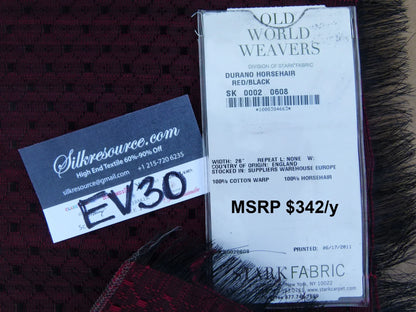 OLD
WORLD
WEAVERS
DIVISION OF STARK FABRIC
DURANO HORSEHAIR
RED/BLACK
SK 0002 0608
WIDTH: 26" REPEAT L: NONE W:
COUNTRY OF ORIGIN: ENGLAND
STOCKED IN: SUPPLIERS WAREHOUSE EUROPE
100% COTTON WARP 100% HORSEHAIR
MSRP $342/y
PRINTED: 06/17/2011
STARK FABRIC
New York, NY 10022
www.starkcarpet.com
Silkresource.com
High End Textile 60%-90% Off
Silkresource@gmail.com +1 215-720 6235
EV30